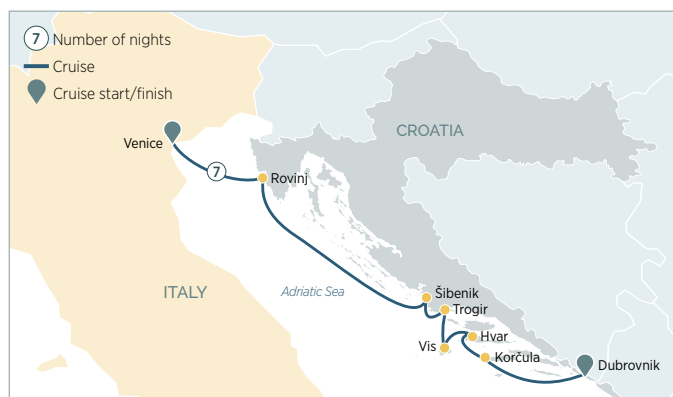 7 Number of nights
Cruise
Cruise start/finish
CROATIA
Venice
7
Rovinj
ITALY
Adriatic Sea
Šibenik
Trogir
Hvar
Vis
Korčula
Dubrovnik